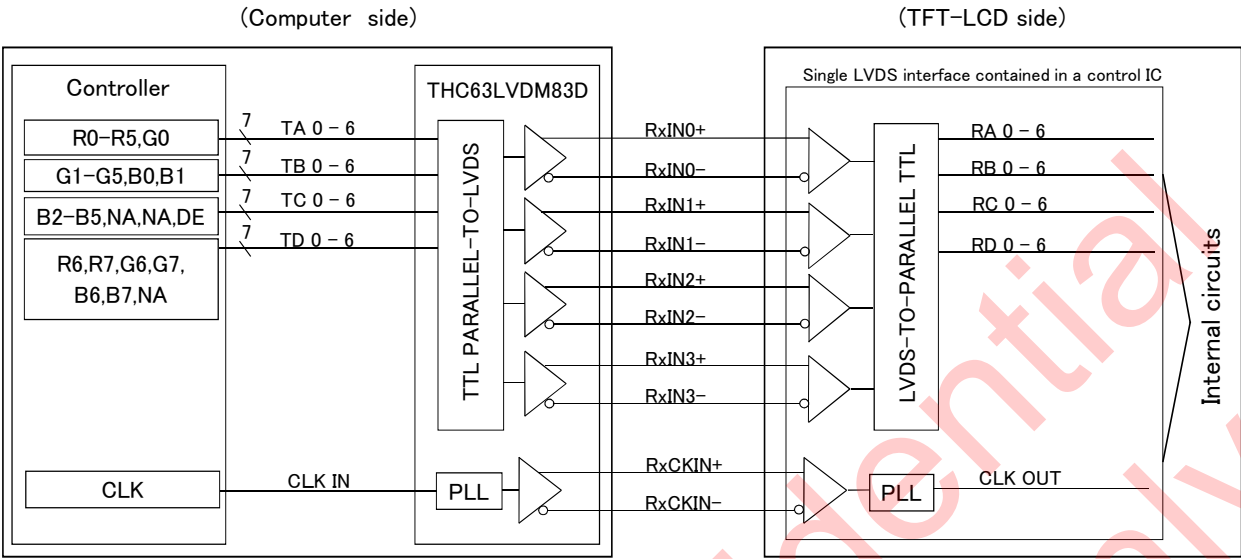 (Computer side)
(TFT-LCD side)
Controller
THC63LVDM83D
Single LVDS interface contained in a control IC
R0-R5,G0
7
TA 0-6
G1-G5,B0,B1
7
TB 0-6
B2-B5,NA,NA,DE
7
TC 0-6
R6,R7,G6,G7,
B6,B7,NA
7
TD 0-6
TTL PARALLEL-TO-LVDS
RxIN0+
RxIN0-
RxIN1+
RxIN1-
RxIN2+
RxIN2-
RxIN3+
RxIN3-
LVDS-TO-PARALLEL TTL
RA 0-6
RB 0-6
RC 0-6
RD 0-6
Internal circuits
CLK
CLK IN
PLL
RxCKIN+
RxCKIN-
PLL
CLK OUT